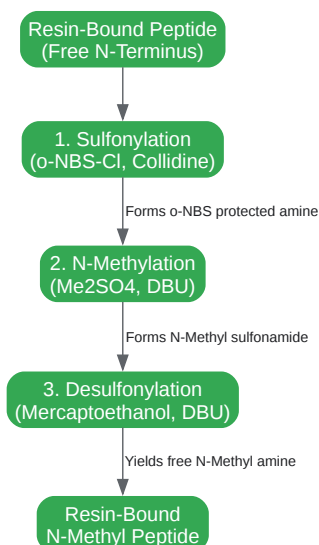 Resin-Bound Peptide
(Free N-Terminus)
1. Sulfonylation
(o-NBS-Cl, Collidine)
Forms o-NBS protected amine
2. N-Methylation
(Me2SO4, DBU)
Forms N-Methyl sulfonamide
3. Desulfonylation
(Mercaptoethanol, DBU)
Yields free N-Methyl amine
Resin-Bound
N-Methyl Peptide